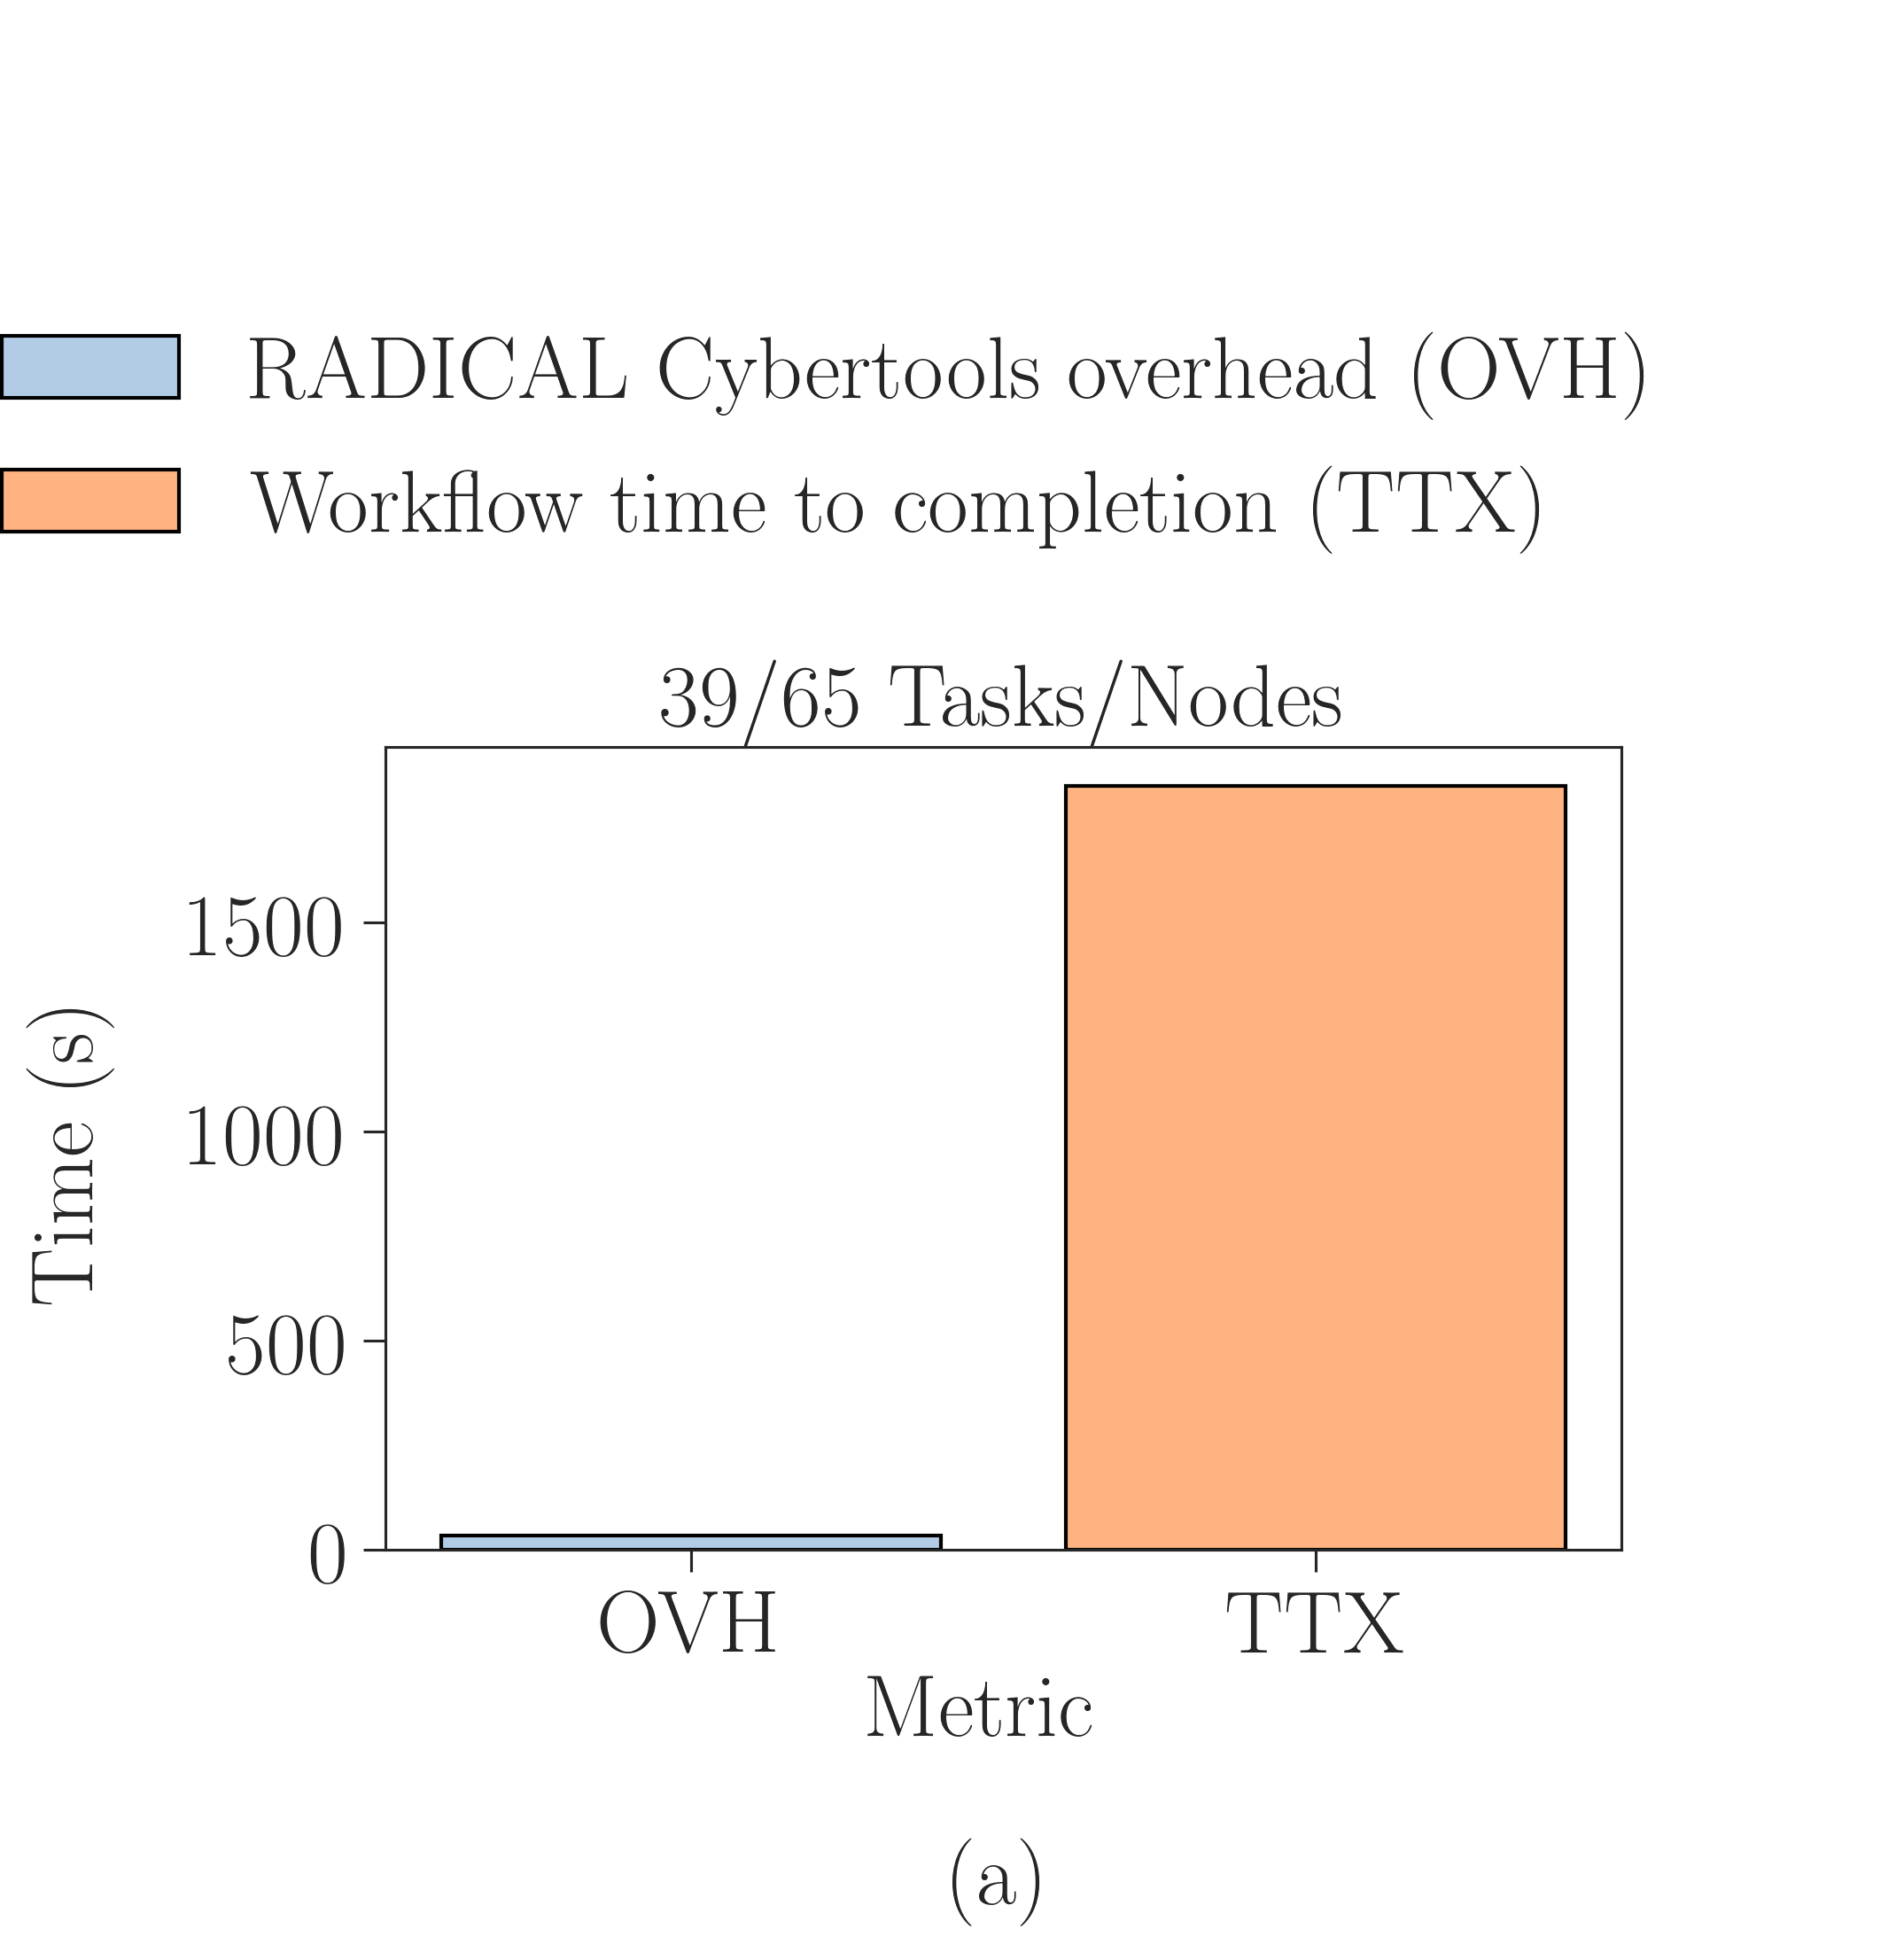 RADICAL Cybertools overhead (OVH)
Workflow time to completion (TTX)
39/65 Tasks/Nodes
1500
1000
500
0
Time (s)
OVH TTX
Metric
(a)